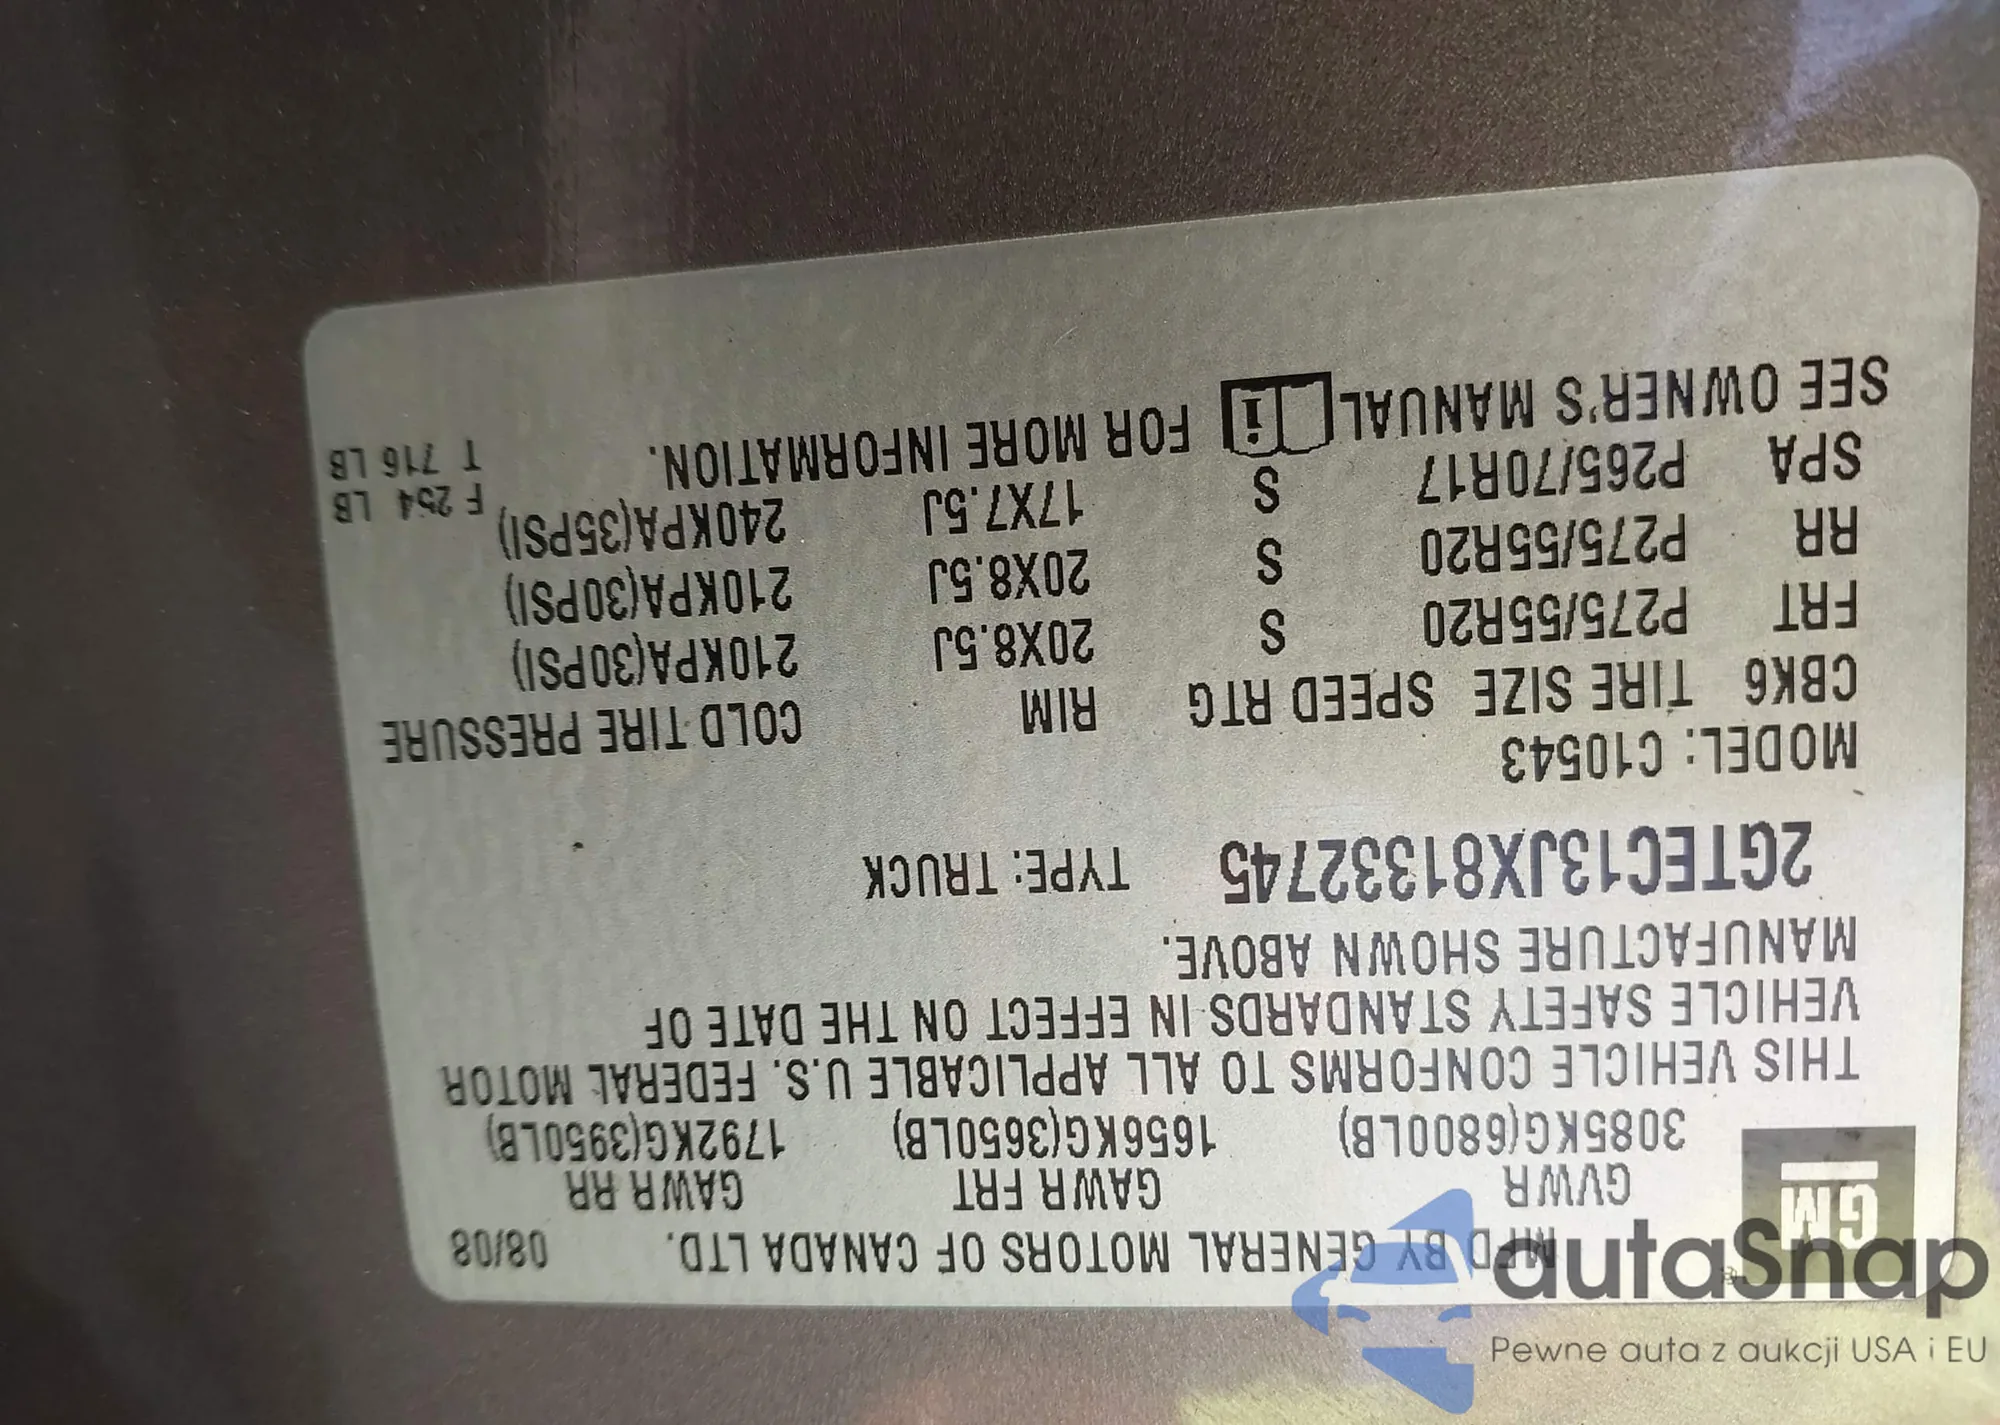 GM
MFD BY GENERAL MOTORS OF CANADA LTD. 08/08
GVWR GAWR FRT GAWR RR
3085KG(6800LB) 1656KG(3650LB) 1792KG(3950LB)
THIS VEHICLE CONFORMS TO ALL APPLICABLE U.S. FEDERAL MOTOR
VEHICLE SAFETY STANDARDS IN EFFECT ON THE DATE OF
MANUFACTURE SHOWN ABOVE.
2GTEC13JX81332745 TYPE: TRUCK
MODEL: C10543
CBK6 TIRE SIZE SPEED RTG RIM COLD TIRE PRESSURE
FRT P275/55R20 S 20X8.5J 210KPA(30PSI)
RR P275/55R20 S 20X8.5J 210KPA(30PSI)
SPA P265/70R17 S 17X7.5J 240KPA(35PSI) F 254 LB
T 716 LB
SEE OWNER'S MANUAL i FOR MORE INFORMATION.
autaSnap
Pewne auta z aukcji USA i EU